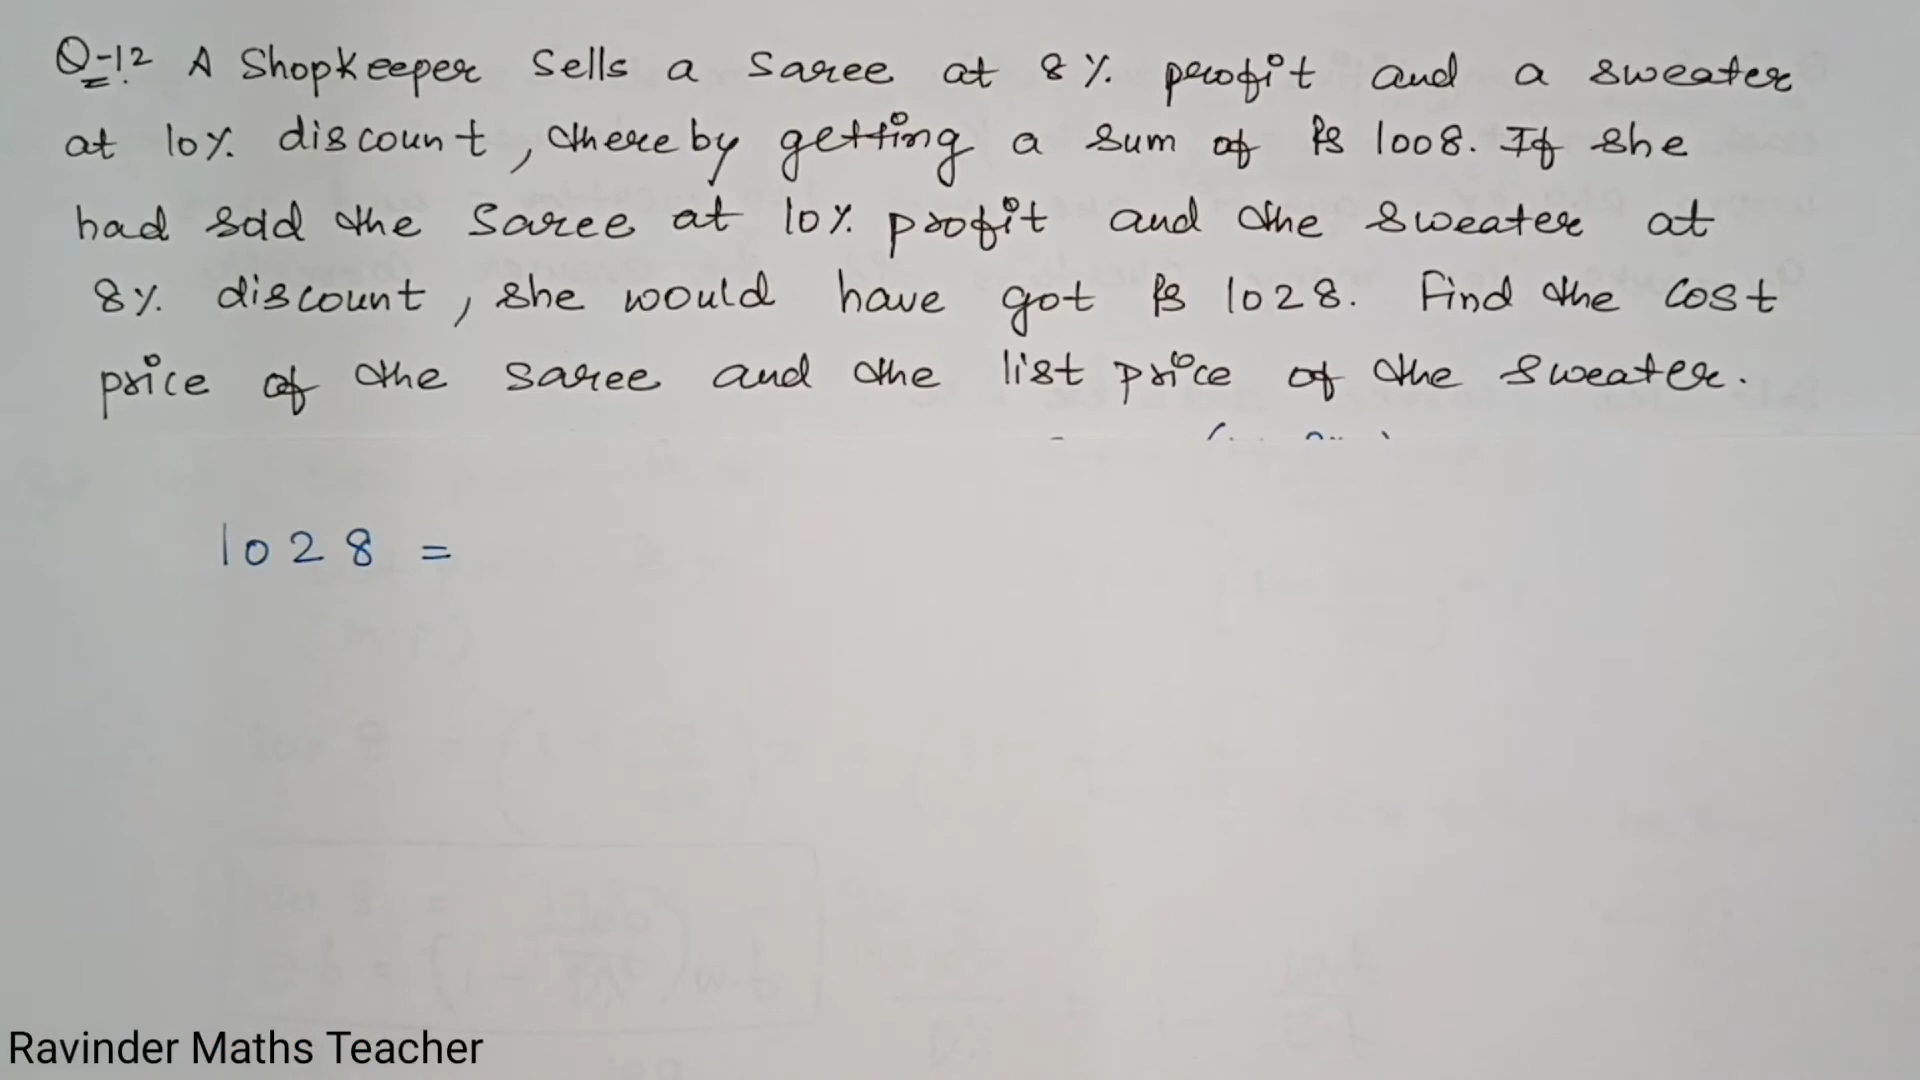 Q-12 A Shopkeeper sells a saree at 8% profit and a sweater
at 10% discount, thereby getting a sum of Rs 1008. If she
had sold the saree at 10% profit and the sweater at
8% discount, she would have got Rs 1028. Find the cost
price of the saree and the list price of the sweater.
1028 =
Ravinder Maths Teacher